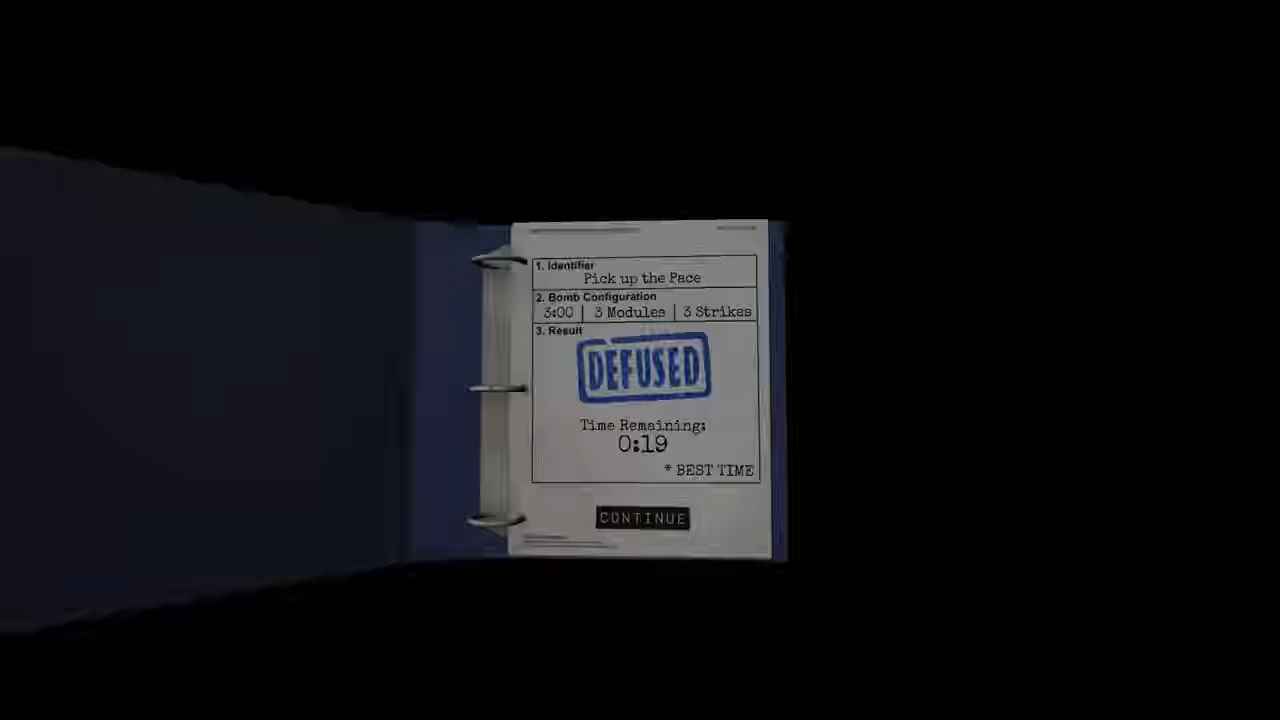 1. Identifier
Pick up the Pace
2. Bomb Configuration
3:00 | 3 Modules | 3 Strikes
3. Result
DEFUSED
Time Remaining:
0:19
* BEST TIME
CONTINUE